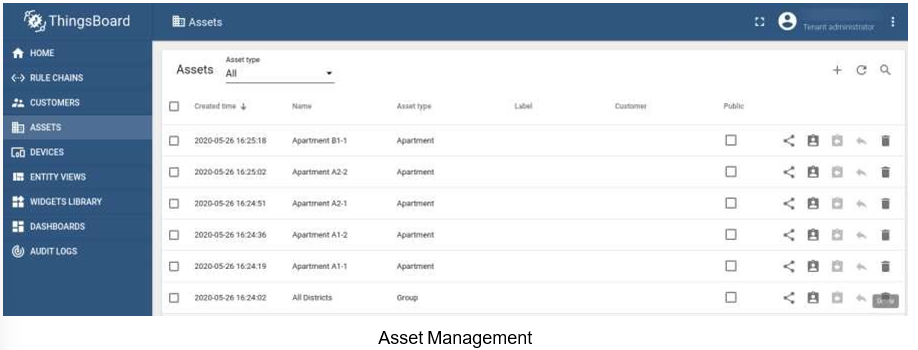 ThingsBoard
Assets
Tenant administrator
HOME
RULE CHAINS
CUSTOMERS
ASSETS
DEVICES
ENTITY VIEWS
WIDGETS LIBRARY
DASHBOARDS
AUDIT LOGS
Assets
Asset type
All
Created time Name Asset type Label Customer Public
2020-05-26 16:25:18 Apartment B1-1 Apartment
2020-05-26 16:25:02 Apartment A2-2 Apartment
2020-05-26 16:24:51 Apartment A2-1 Apartment
2020-05-26 16:24:36 Apartment A1-2 Apartment
2020-05-26 16:24:19 Apartment A1-1 Apartment
2020-05-26 16:24:02 All Districts Group
Asset Management